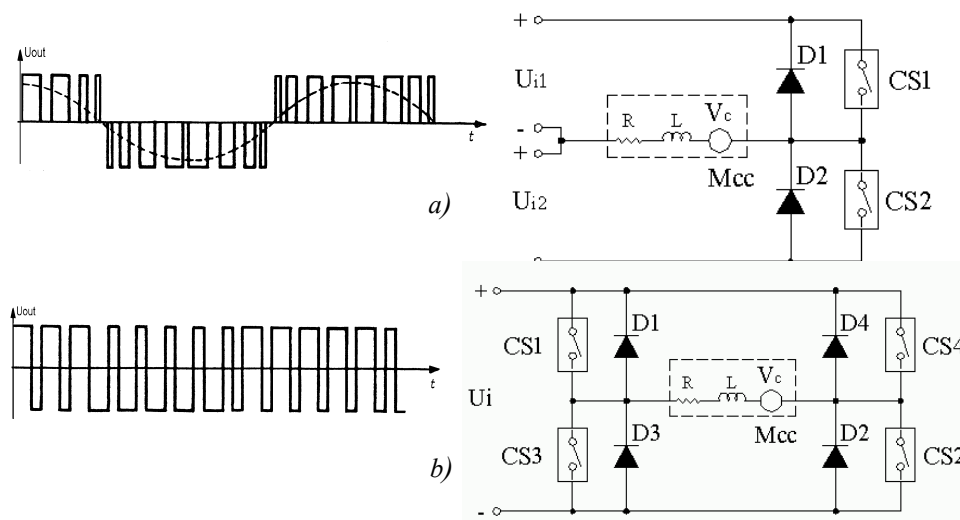 Uout
t
a)
+
Ui1
-
+
Ui2
R L Vc
Mcc
D1
CS1
D2
CS2
Uout
t
b)
+
Ui
-
CS1
D1
D4
CS4
R L Vc
Mcc
CS3
D3
D2
CS2